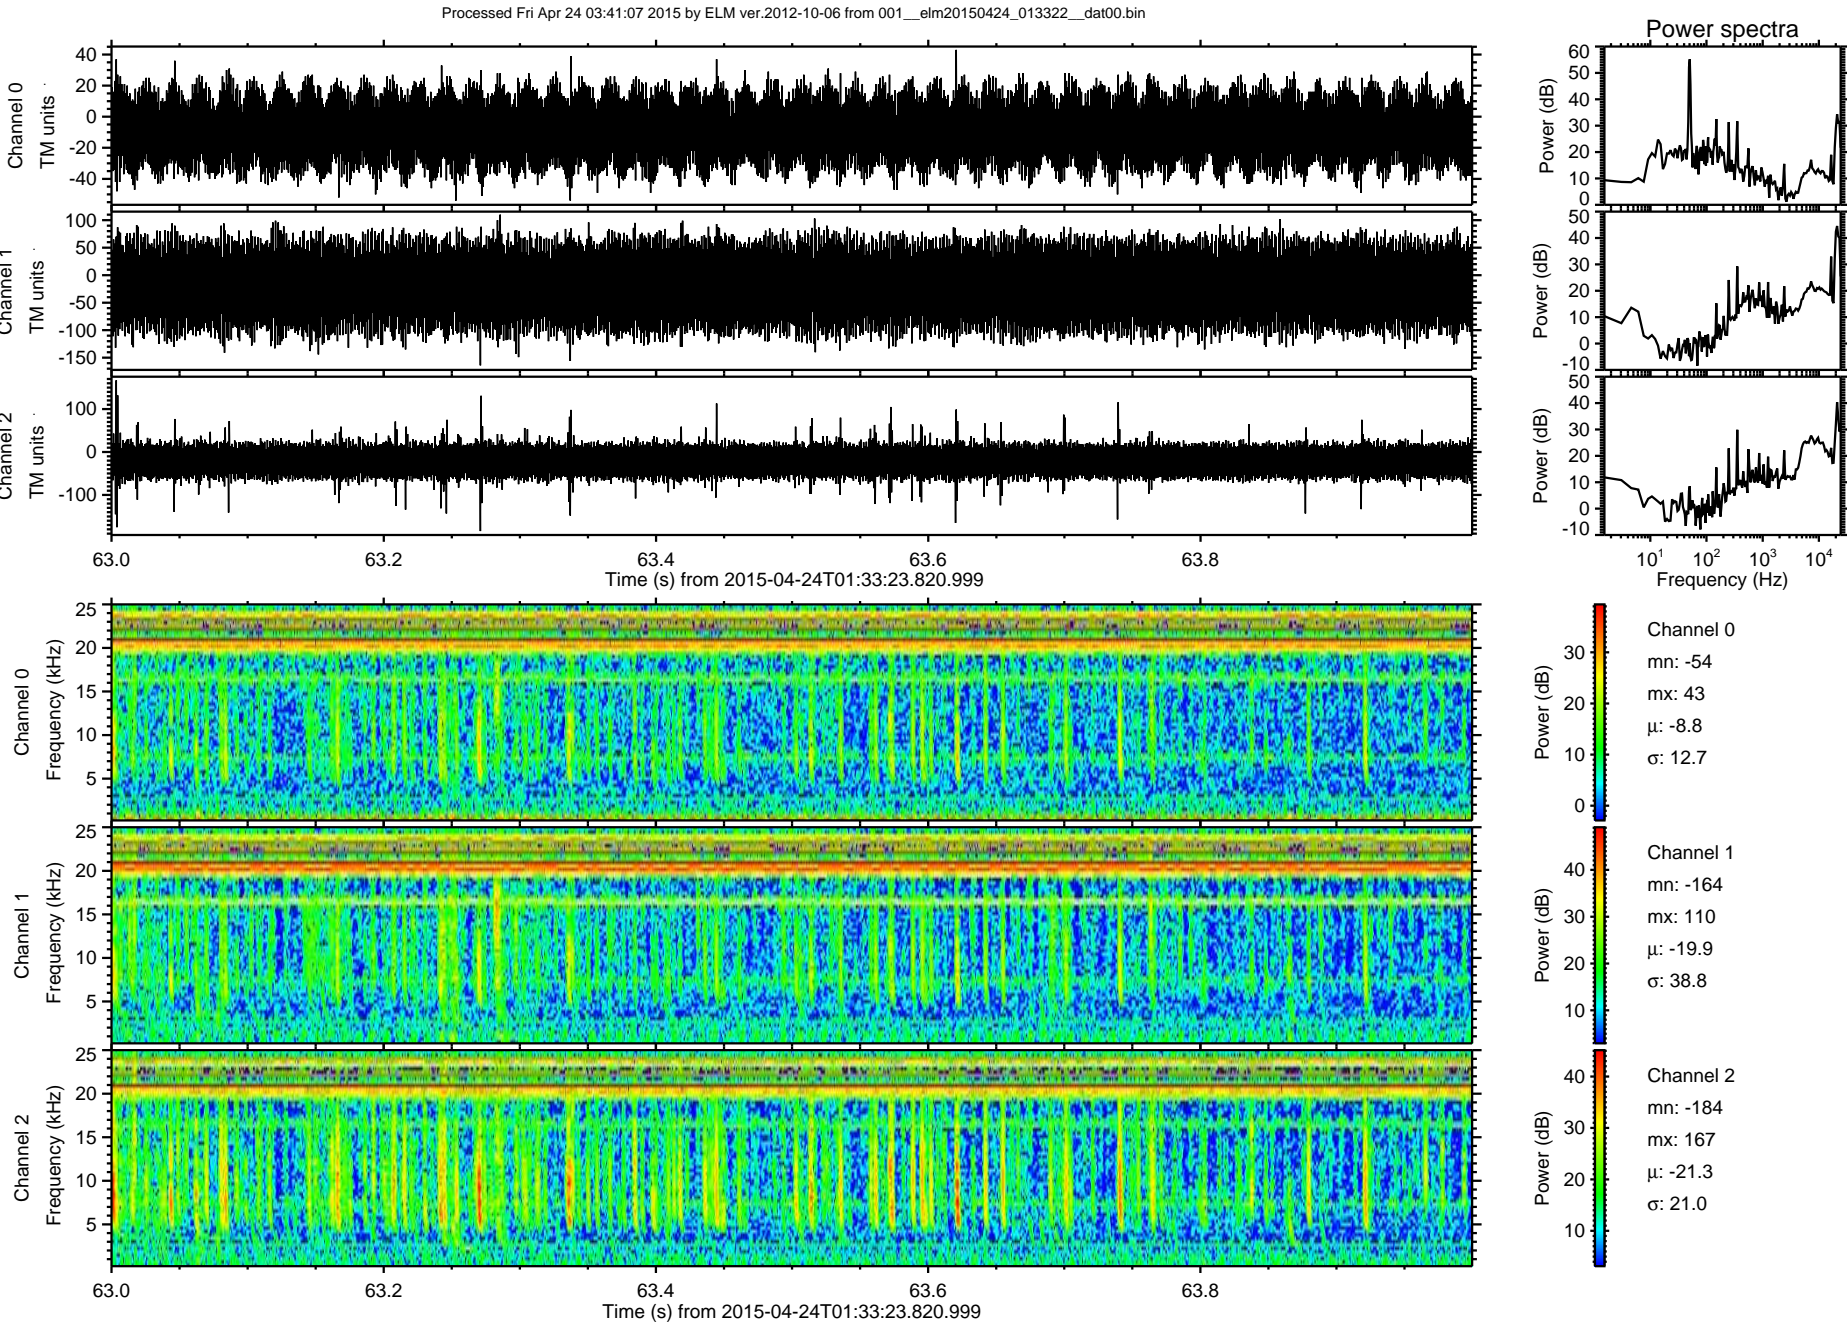 Processed Fri Apr 24 03:41:07 2015 by ELM ver.2012-10-06 from 001__elm20150424_013322__dat00.bin
Power spectra
Channel 0
TM units
40
20
0
-20
-40
Power (dB)
60
50
40
30
20
10
0
Channel 1
TM units
100
50
0
-50
-100
-150
Power (dB)
50
40
30
20
10
0
-10
Channel 2
TM units
100
0
-100
Power (dB)
50
40
30
20
10
0
-10
63.0 63.2 63.4 63.6 63.8
Time (s) from 2015-04-24T01:33:23.820.999
10^1 10^2 10^3 10^4
Frequency (Hz)
Channel 0
Frequency (kHz)
25
20
15
10
5
Power (dB)
30
20
10
0
Channel 0
mn: -54
mx: 43
μ: -8.8
σ: 12.7
Channel 1
Frequency (kHz)
25
20
15
10
5
Power (dB)
40
30
20
10
Channel 1
mn: -164
mx: 110
μ: -19.9
σ: 38.8
Channel 2
Frequency (kHz)
25
20
15
10
5
Power (dB)
40
30
20
10
Channel 2
mn: -184
mx: 167
μ: -21.3
σ: 21.0
63.0 63.2 63.4 63.6 63.8
Time (s) from 2015-04-24T01:33:23.820.999